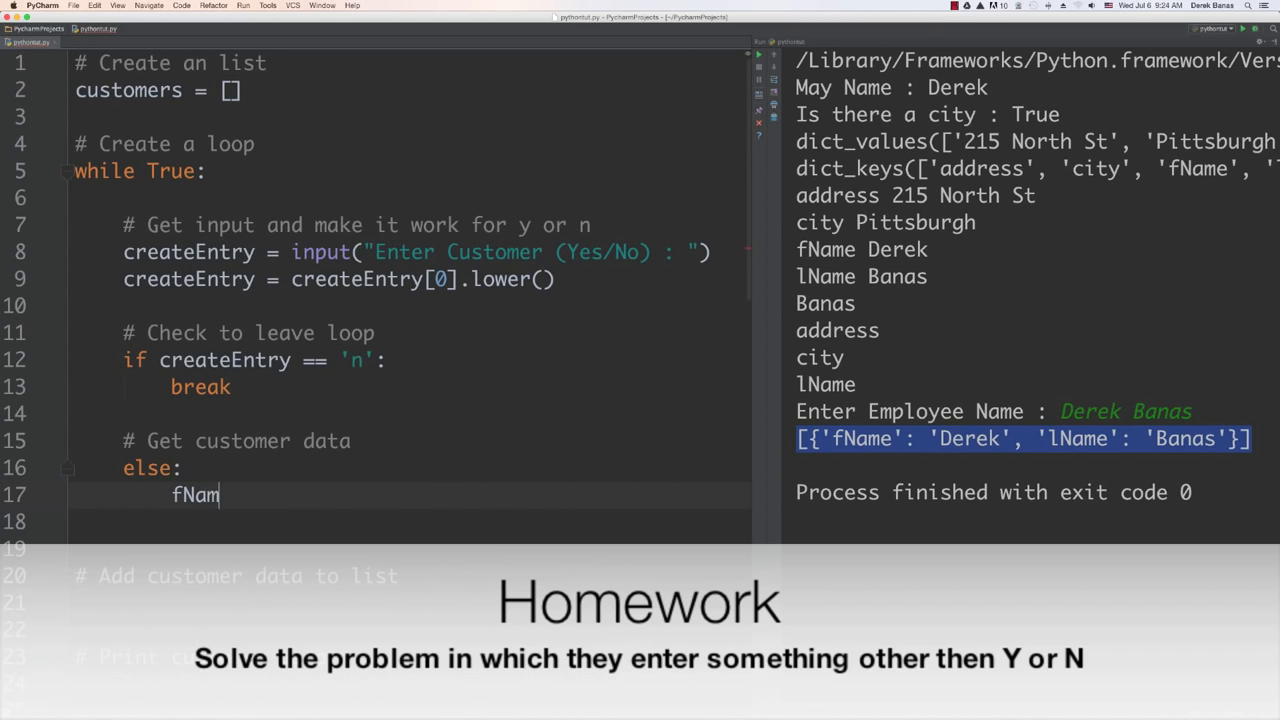 PyCharm File Edit View Navigate Code Refactor Run Tools VCS Window Help
10 Wed Jul 6 9:24 AM Derek Banas
pythontut.py - PyCharmProjects - [~/PycharmProjects]
PycharmProjects pythontut.py
pythontut
pythontut.py
Run pythontut
1 # Create an list
2 customers = []
3
4 # Create a loop
5 while True:
6
7 # Get input and make it work for y or n
8 createEntry = input("Enter Customer (Yes/No) : ")
9 createEntry = createEntry[0].lower()
10
11 # Check to leave loop
12 if createEntry == 'n':
13 break
14
15 # Get customer data
16 else:
17 fNam
18
19
20 # Add customer data to list
21
22
23 # Print cu
24
/Library/Frameworks/Python.framework/Vers
May Name : Derek
Is there a city : True
dict_values(['215 North St', 'Pittsburgh
dict_keys(['address', 'city', 'fName', 'l
address 215 North St
city Pittsburgh
fName Derek
lName Banas
Banas
address
city
lName
Enter Employee Name : Derek Banas
[{'fName': 'Derek', 'lName': 'Banas'}]
Process finished with exit code 0
Homework
Solve the problem in which they enter something other then Y or N